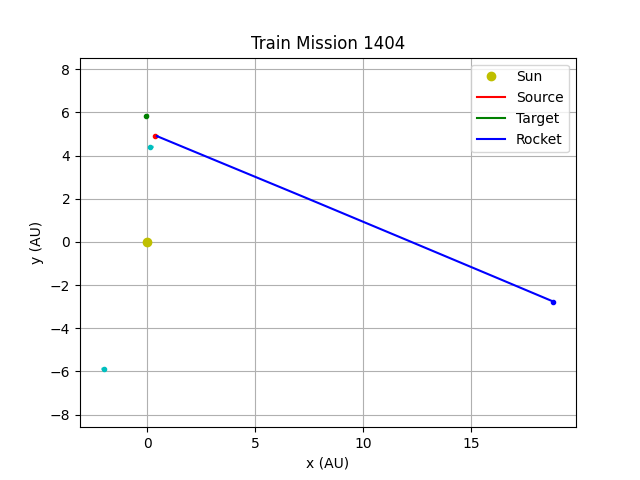 Train Mission 1404
Sun
Source
Target
Rocket
8
6
4
2
0
−2
−4
−6
−8
y (AU)
0
5
10
15
x (AU)